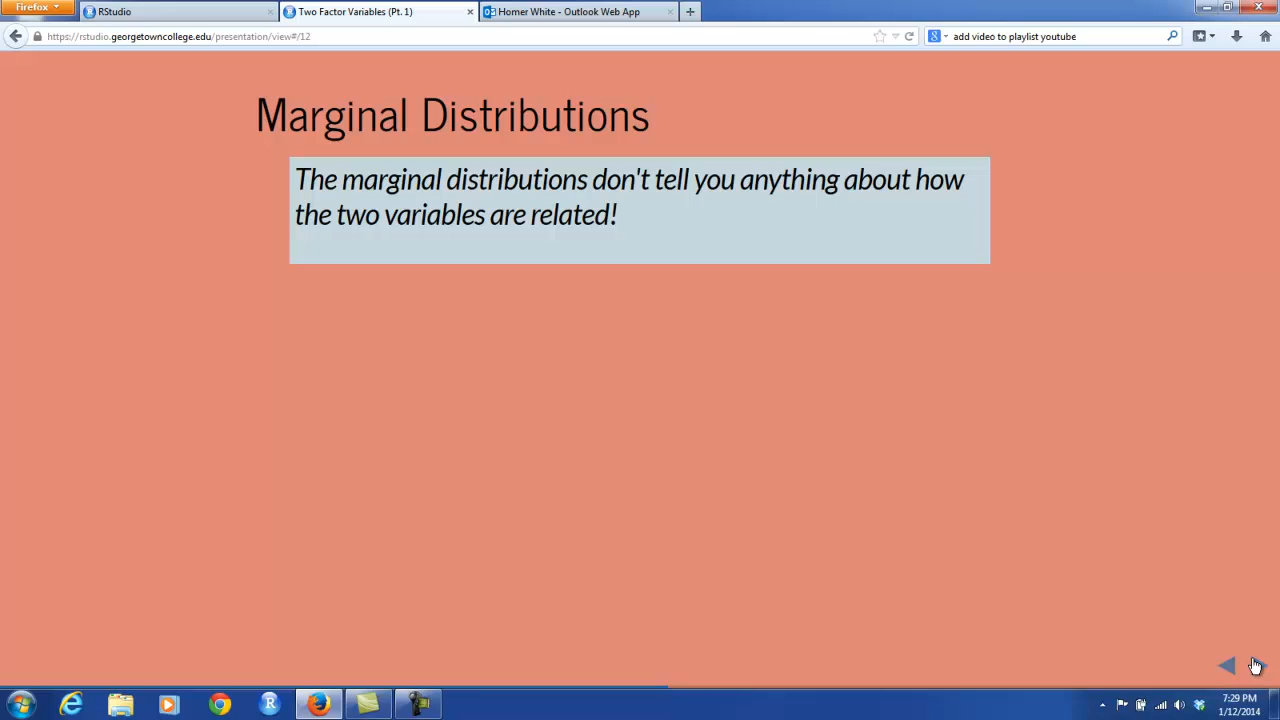 Firefox
RStudio
Two Factor Variables (Pt. 1)
Homer White - Outlook Web App
https://rstudio.georgetowncollege.edu/presentation/view#/12
add video to playlist youtube
Marginal Distributions
The marginal distributions don't tell you anything about how
the two variables are related!
7:29 PM
1/12/2014